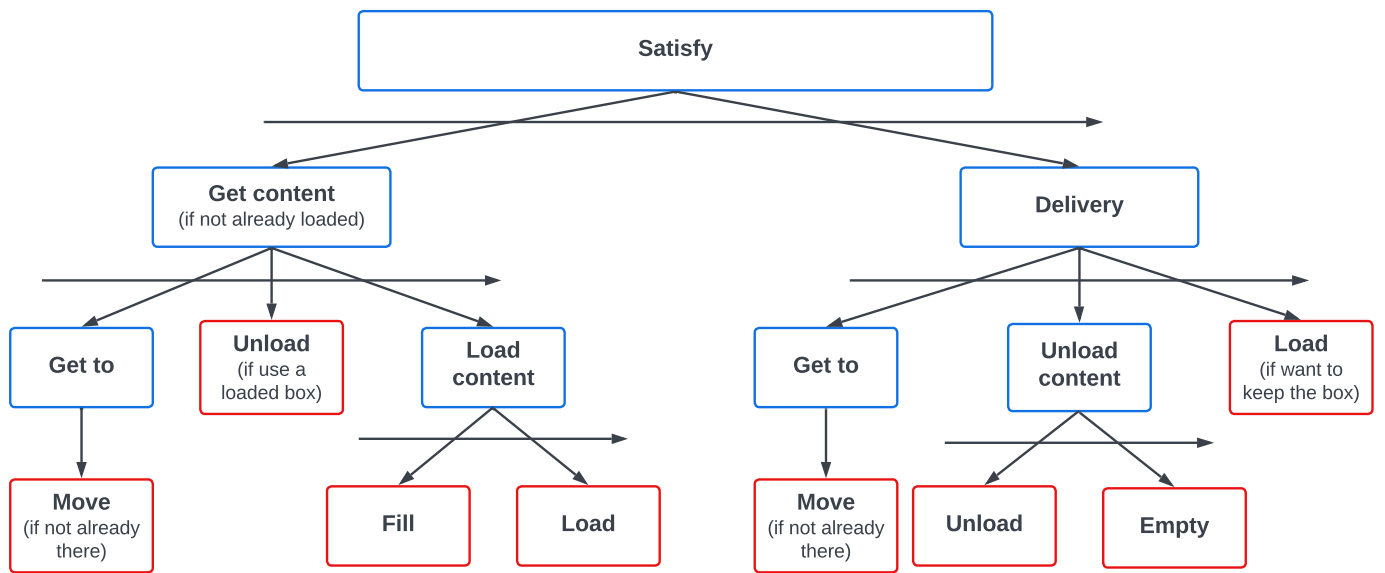 Satisfy
Get content
(if not already loaded)
Delivery
Get to
Unload
(if use a
loaded box)
Load
content
Get to
Unload
content
Load
(if want to
keep the box)
Move
(if not already
there)
Fill
Load
Move
(if not already
there)
Unload
Empty